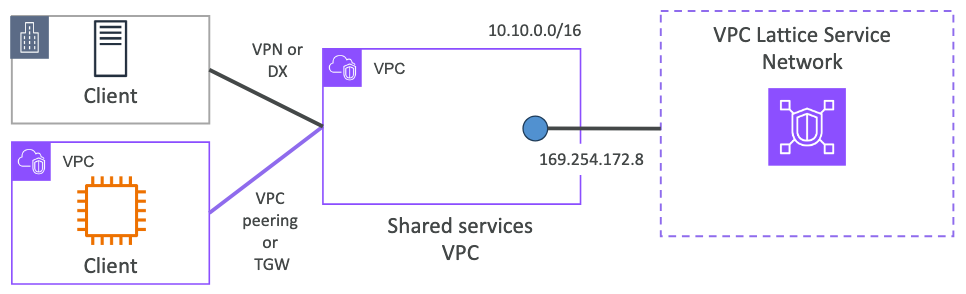 Client
VPC
Client
VPN or
DX
VPC
peering
or
TGW
10.10.0.0/16
VPC
169.254.172.8
Shared services
VPC
VPC Lattice Service
Network